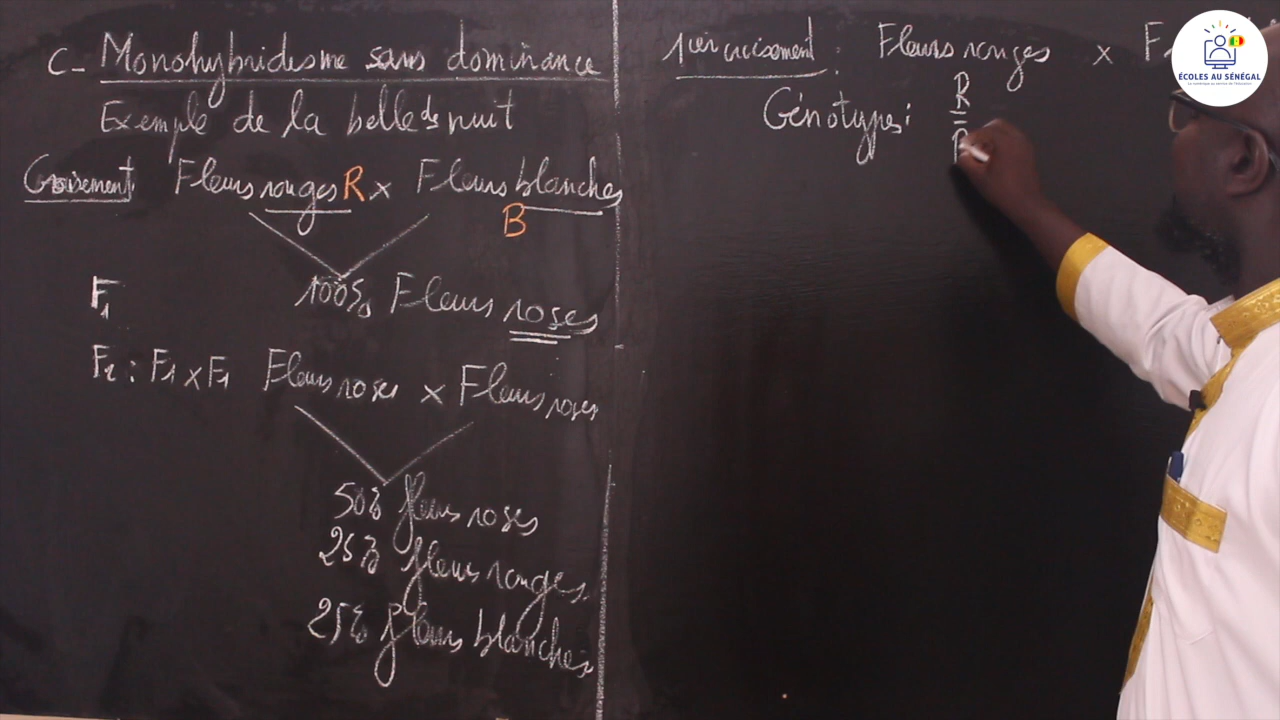 c- Monohybridisme sans dominance
Exemple de la belle de nuit
Croisement: Fleurs rouges R x Fleurs blanches
B
F1 100% Fleurs roses
F2 : F1 x F1 Fleurs roses x Fleurs roses
50% fleurs roses
25% fleurs rouges
25% fleurs blanches
1er croisement : Fleurs rouges x
Génotypes: R
ÉCOLES AU SÉNÉGAL